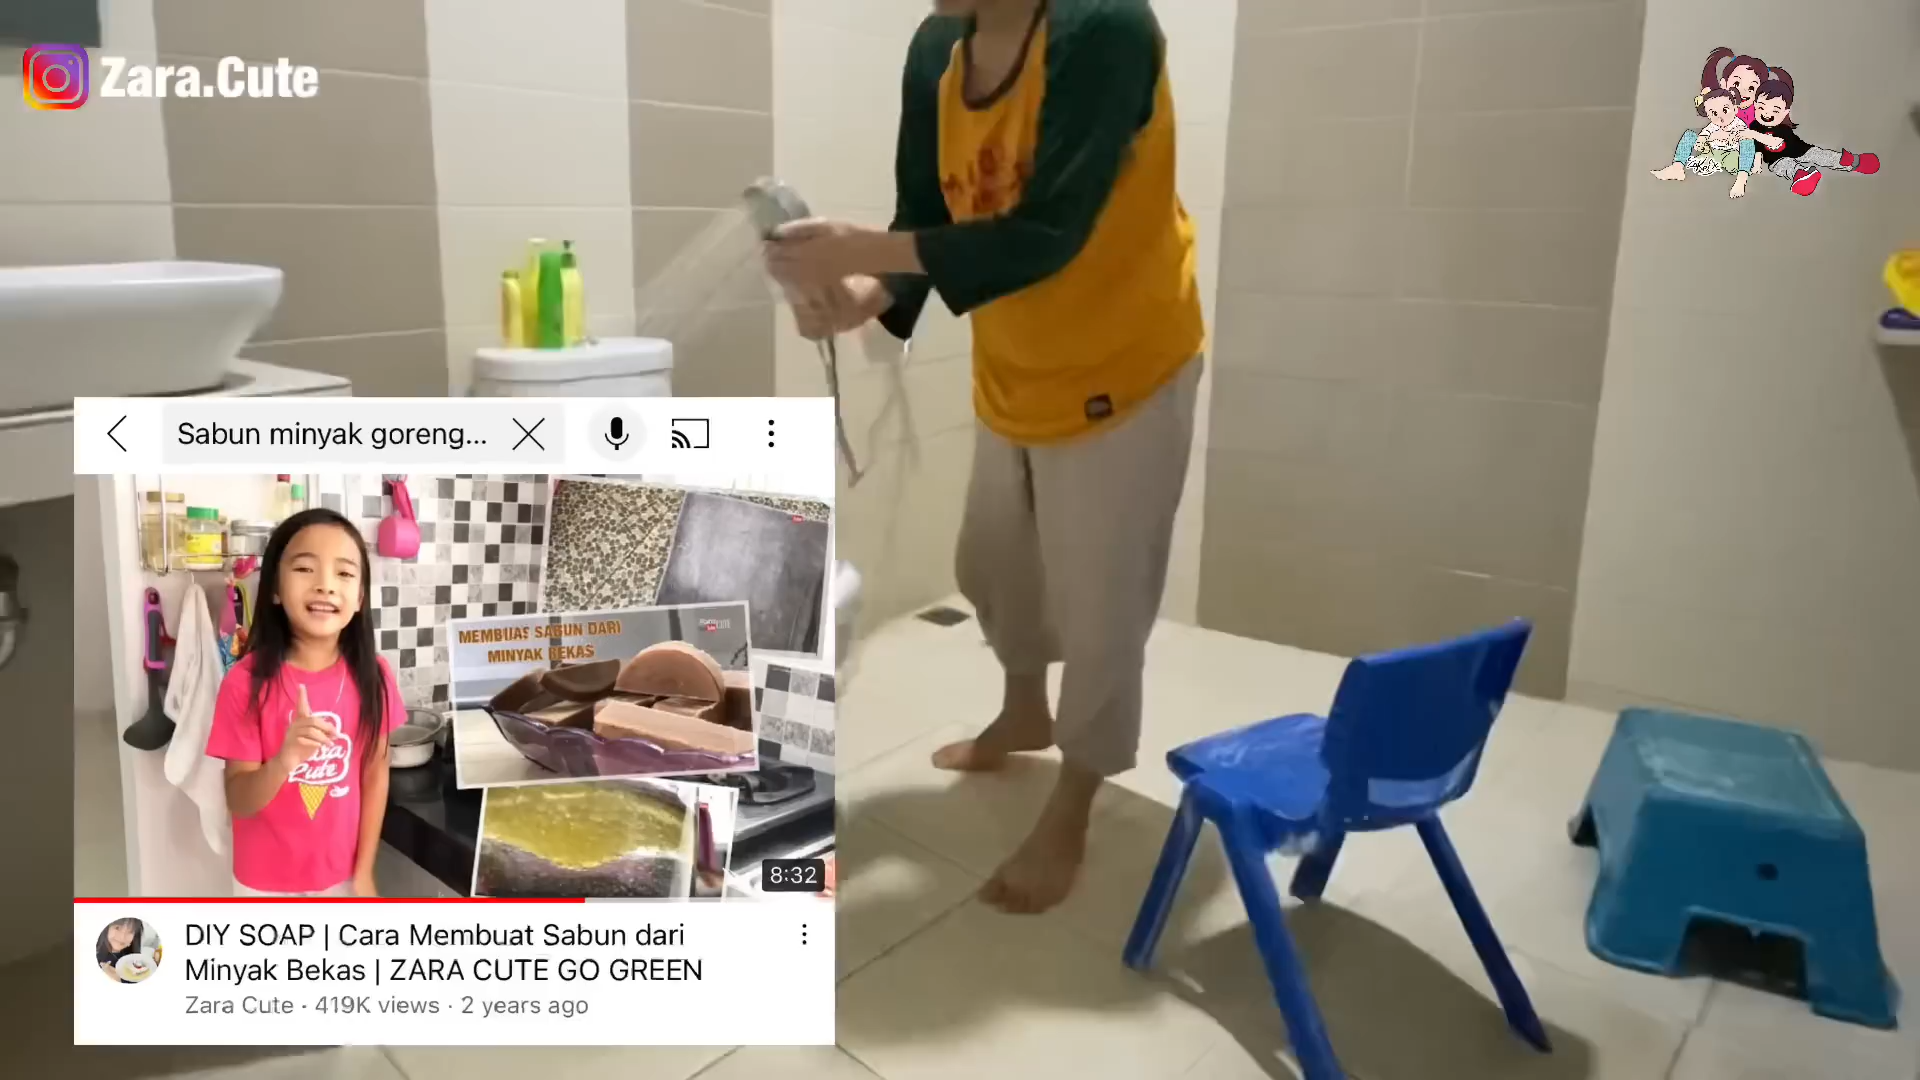 Zara.Cute
Sabun minyak goreng...
MEMBUAT SABUN DARI
MINYAK BEKAS
Cute
8:32
DIY SOAP | Cara Membuat Sabun dari
Minyak Bekas | ZARA CUTE GO GREEN
Zara Cute · 419K views · 2 years ago